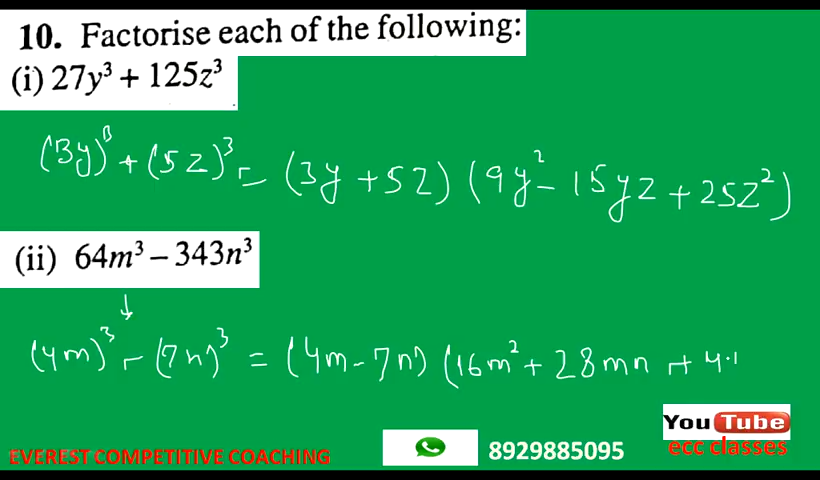 10. Factorise each of the following:
(i) 27y³ + 125z³
(3y)³ + (5z)³ = (3y + 5z) (9y² - 15yz + 25z²)
(ii) 64m³ – 343n³
(4m)³ - (7n)³ = (4m - 7n) (16m² + 28mn + 4
YouTube
ecc classes
EVEREST COMPETITIVE COACHING
8929885095